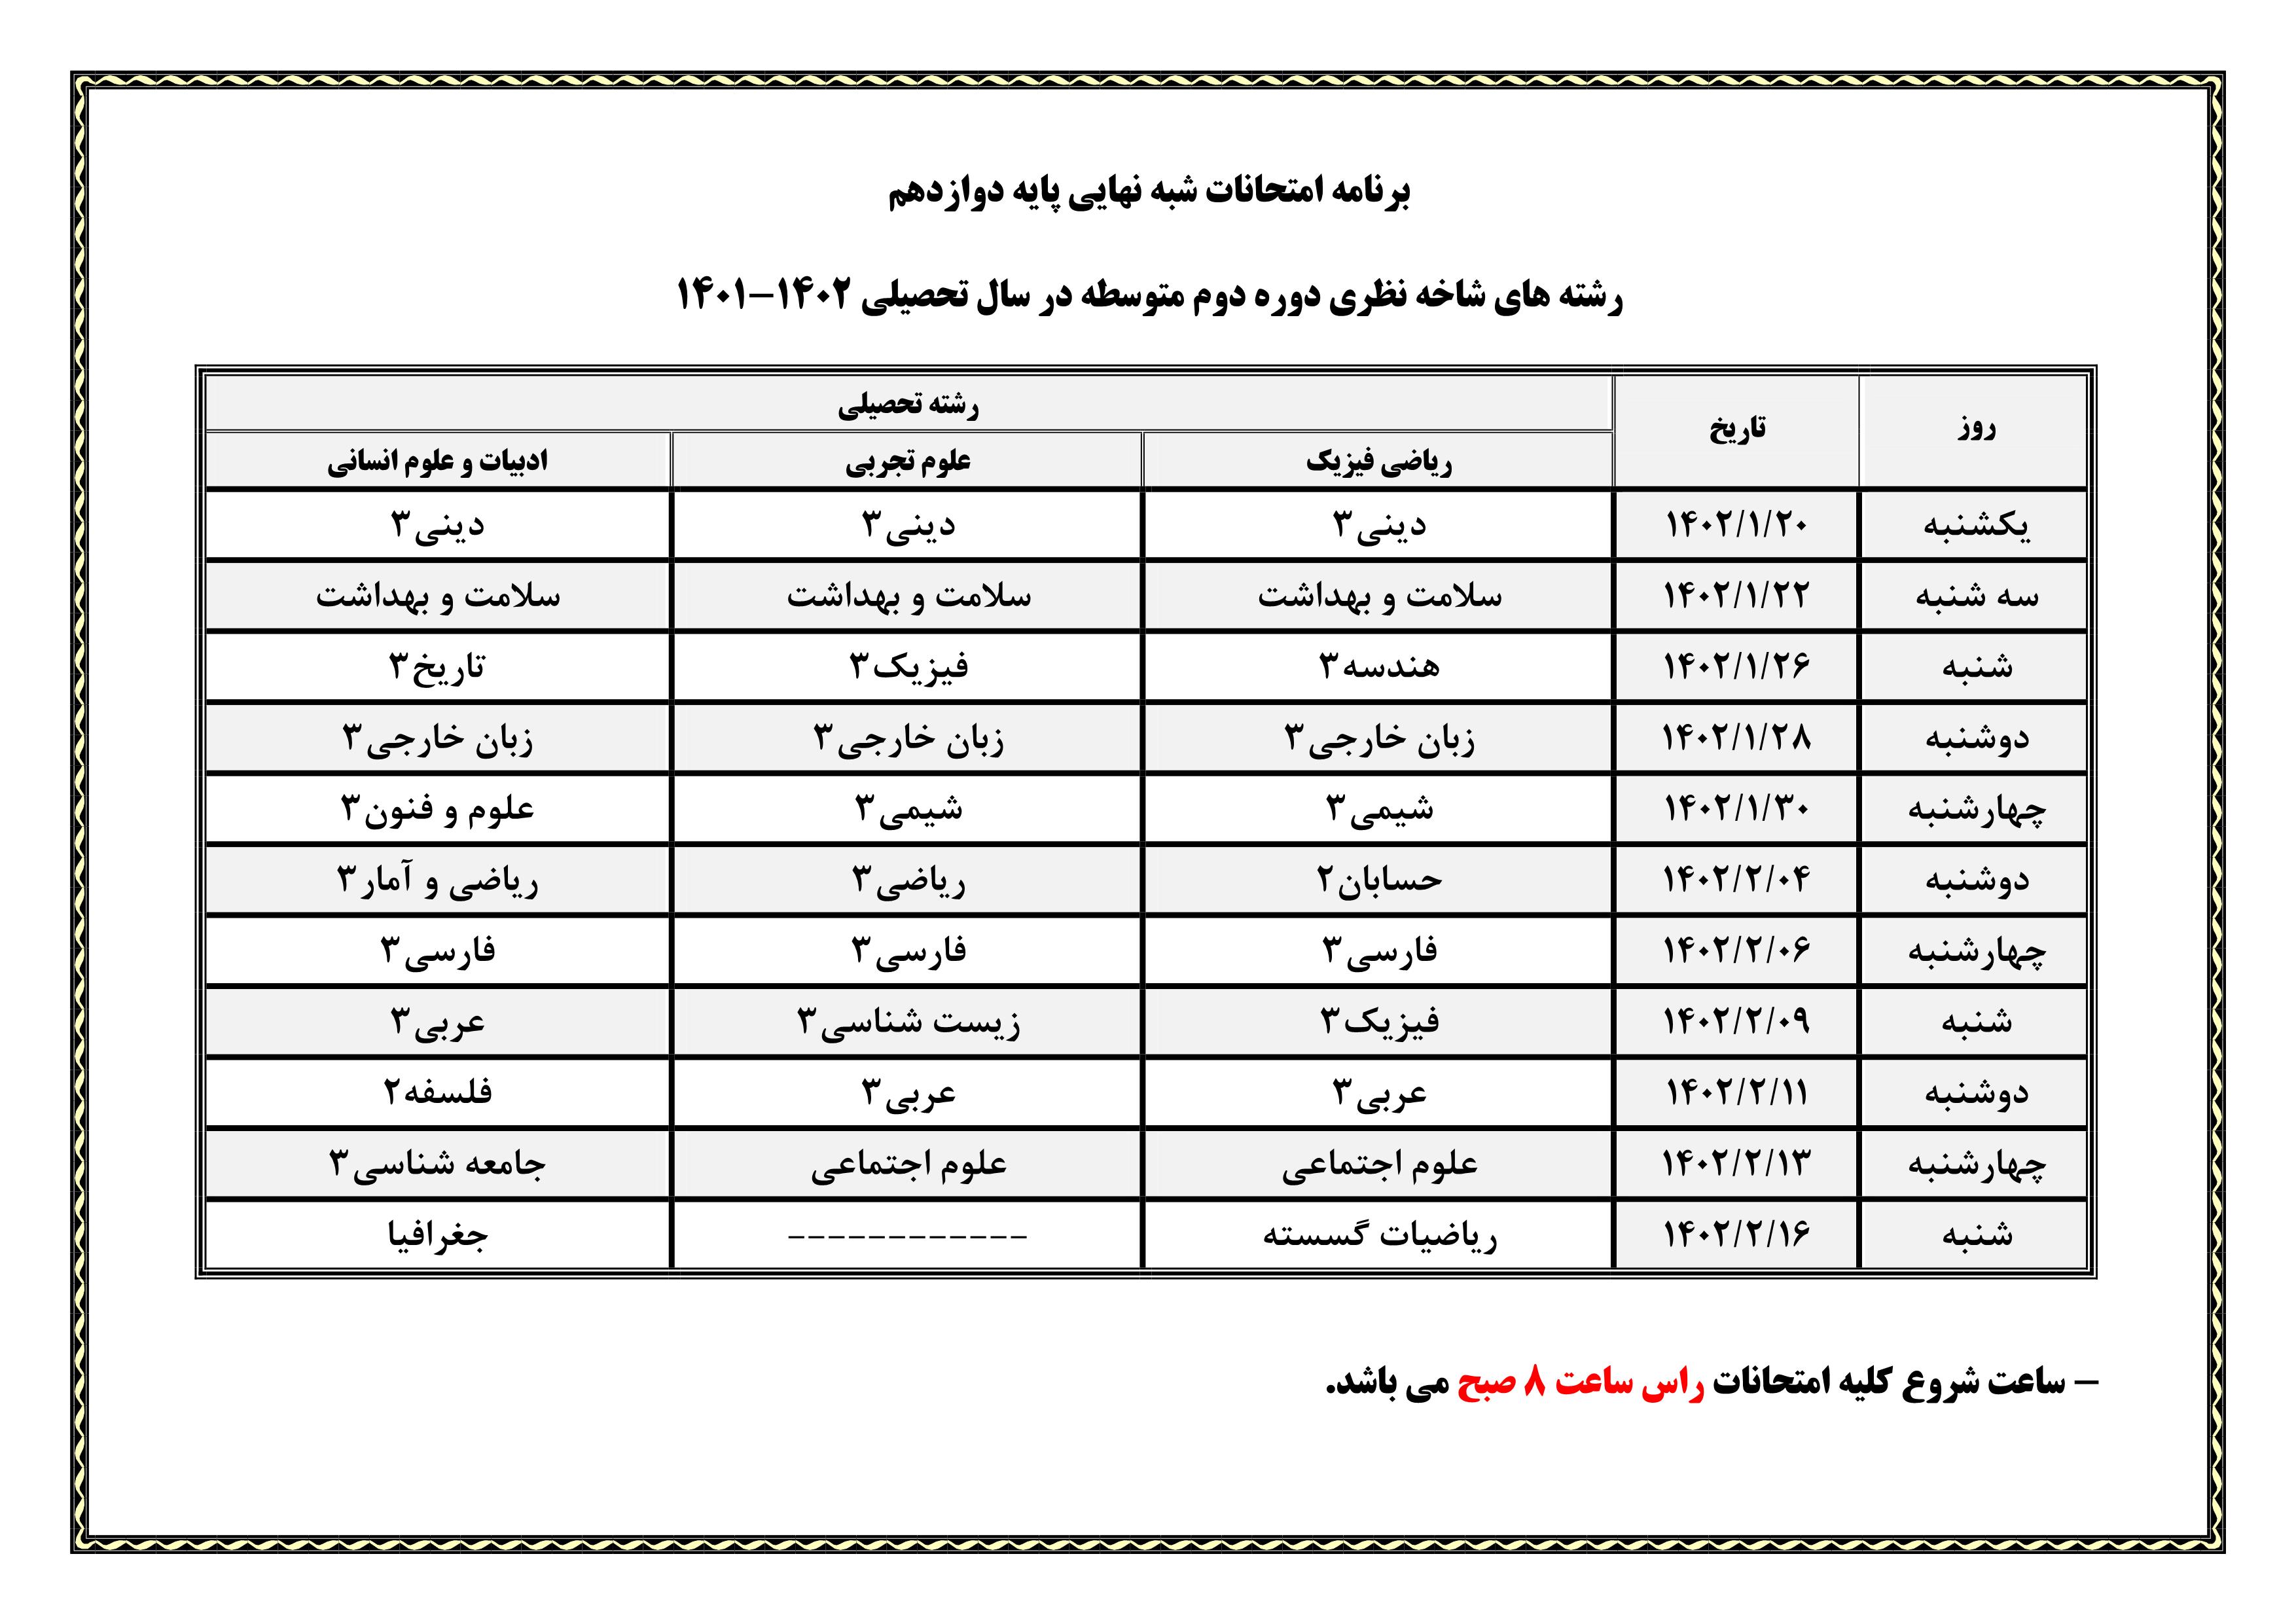 برنامه امتحانات شبه نهایی پایه دوازدهم
رشته های شاخه نظری دوره دوم متوسطه در سال تحصیلی ۱۴۰۲-۱۴۰۱
روز تاریخ رشته تحصیلی
ریاضی فیزیک علوم تجربی ادبیات و علوم انسانی
یکشنبه ۱۴۰۲/۱/۲۰ دینی۳ دینی۳ دینی۳
سه شنبه ۱۴۰۲/۱/۲۲ سلامت و بهداشت سلامت و بهداشت سلامت و بهداشت
شنبه ۱۴۰۲/۱/۲۶ هندسه۳ فیزیک۳ تاریخ۳
دوشنبه ۱۴۰۲/۱/۲۸ زبان خارجی۳ زبان خارجی۳ زبان خارجی۳
چهارشنبه ۱۴۰۲/۱/۳۰ شیمی۳ شیمی۳ علوم و فنون۳
دوشنبه ۱۴۰۲/۲/۰۴ حسابان۲ ریاضی۳ ریاضی و آمار۳
چهارشنبه ۱۴۰۲/۲/۰۶ فارسی۳ فارسی۳ فارسی۳
شنبه ۱۴۰۲/۲/۰۹ فیزیک۳ زیست شناسی۳ عربی۳
دوشنبه ۱۴۰۲/۲/۱۱ عربی۳ عربی۳ فلسفه۲
چهارشنبه ۱۴۰۲/۲/۱۳ علوم اجتماعی علوم اجتماعی جامعه شناسی۳
شنبه ۱۴۰۲/۲/۱۶ ریاضیات گسسته ------------ جغرافیا
- ساعت شروع کلیه امتحانات راس ساعت ۸ صبح می باشد.